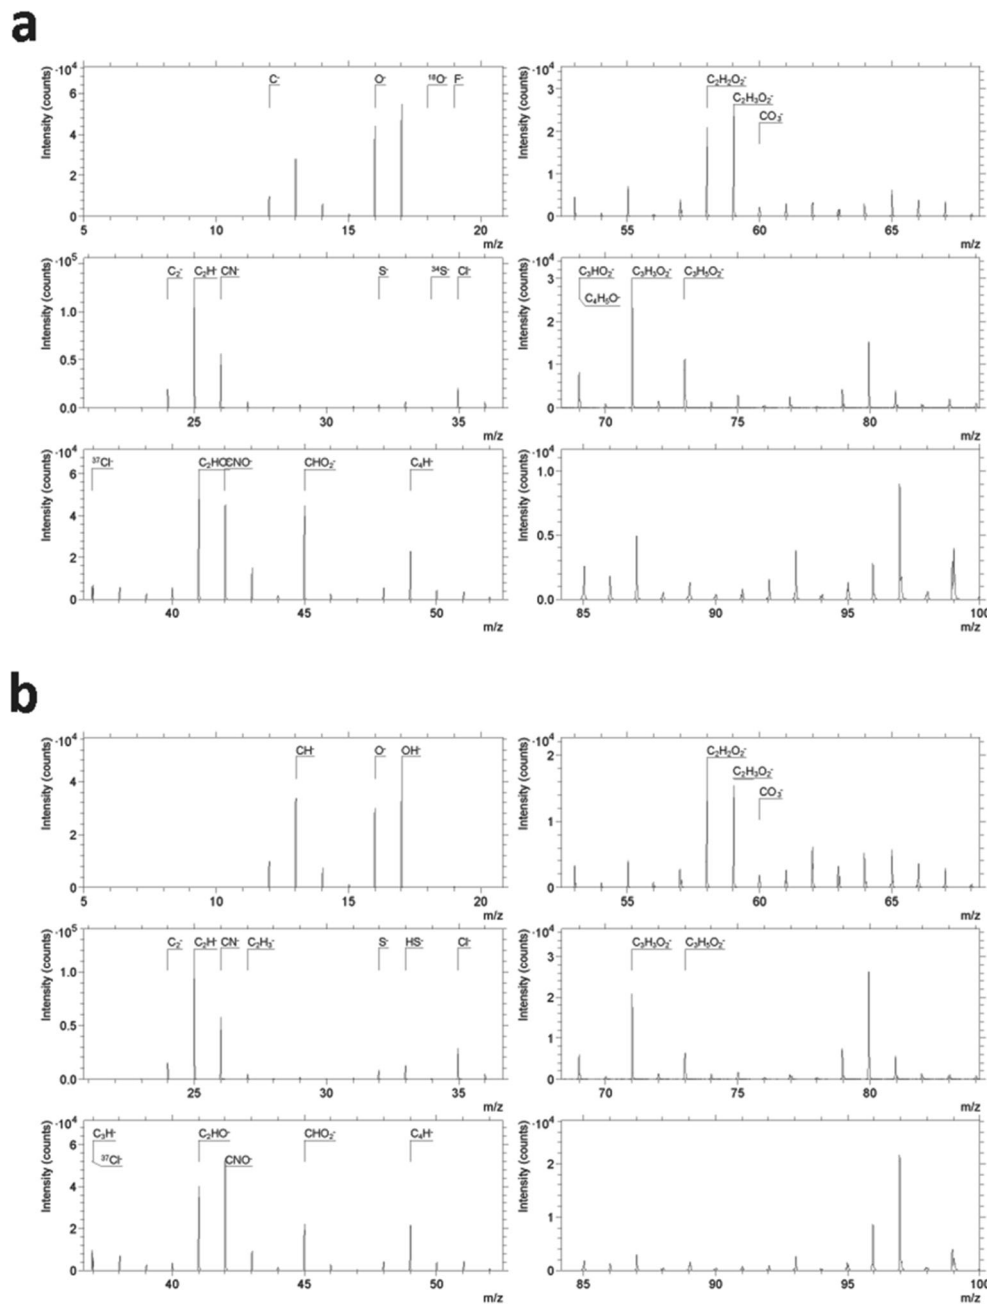 a
Intensity (counts)
·10⁴
6
4
2
0
C⁻
O⁻
¹⁸O⁻
F⁻
5
10
15
20
m/z
Intensity (counts)
·10⁴
3
2
1
0
C₂H₂O₂⁻
C₂H₃O₂⁻
CO₃⁻
55
60
65
m/z
Intensity (counts)
·10⁵
1.0
0.5
0.0
C₂⁻
C₂H⁻
CN⁻
S⁻
³⁴S⁻
Cl⁻
25
30
35
m/z
Intensity (counts)
·10⁴
3
2
1
0
C₃HO₂⁻
C₄H₅O⁻
C₃H₃O₂⁻
C₃H₅O₂⁻
70
75
80
m/z
Intensity (counts)
·10⁴
6
4
2
0
³⁷Cl⁻
C₂HO
CNO⁻
CHO₂⁻
C₄H⁻
40
45
50
m/z
Intensity (counts)
·10⁴
1.0
0.5
0.0
85
90
95
100
m/z
b
Intensity (counts)
·10⁴
4
2
0
CH⁻
O⁻
OH⁻
5
10
15
20
m/z
Intensity (counts)
·10⁴
2
1
0
C₂H₂O₂⁻
C₂H₃O₂⁻
CO₃⁻
55
60
65
m/z
Intensity (counts)
·10⁵
1.0
0.5
0.0
C₂⁻
C₂H⁻
CN⁻
C₂H₃⁻
S⁻
HS⁻
Cl⁻
25
30
35
m/z
Intensity (counts)
·10⁴
3
2
1
0
C₃H₃O₂⁻
C₃H₅O₂⁻
70
75
80
m/z
Intensity (counts)
·10⁴
6
4
2
0
C₃H⁻
³⁷Cl⁻
C₂HO⁻
CNO⁻
CHO₂⁻
C₄H⁻
40
45
50
m/z
Intensity (counts)
·10⁴
2
1
0
85
90
95
100
m/z